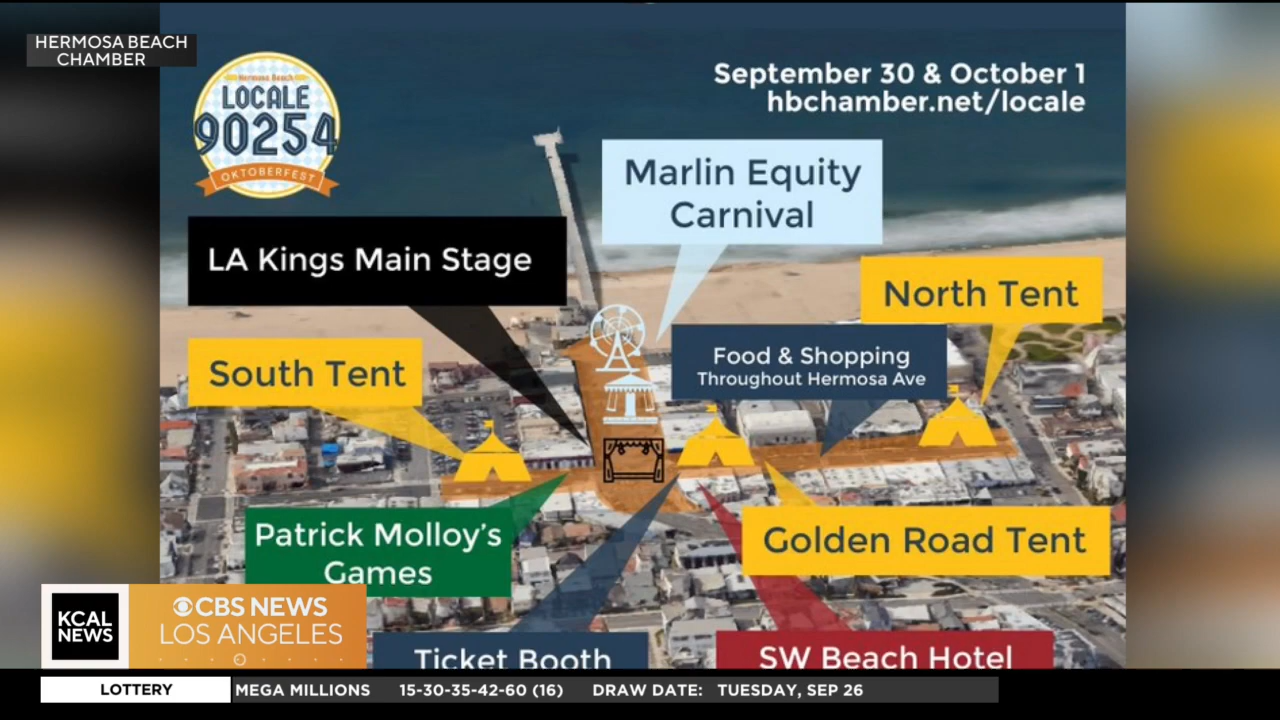 HERMOSA BEACH
CHAMBER
Hermosa Beach
LOCALE
90254
OKTOBERFEST
September 30 & October 1
hbchamber.net/locale
Marlin Equity
Carnival
LA Kings Main Stage
North Tent
Food & Shopping
Throughout Hermosa Ave
South Tent
Patrick Molloy's
Games
Golden Road Tent
Ticket Booth
SW Beach Hotel
KCAL
NEWS
CBS NEWS
LOS ANGELES
LOTTERY
MEGA MILLIONS 15-30-35-42-60 (16) DRAW DATE: TUESDAY, SEP 26